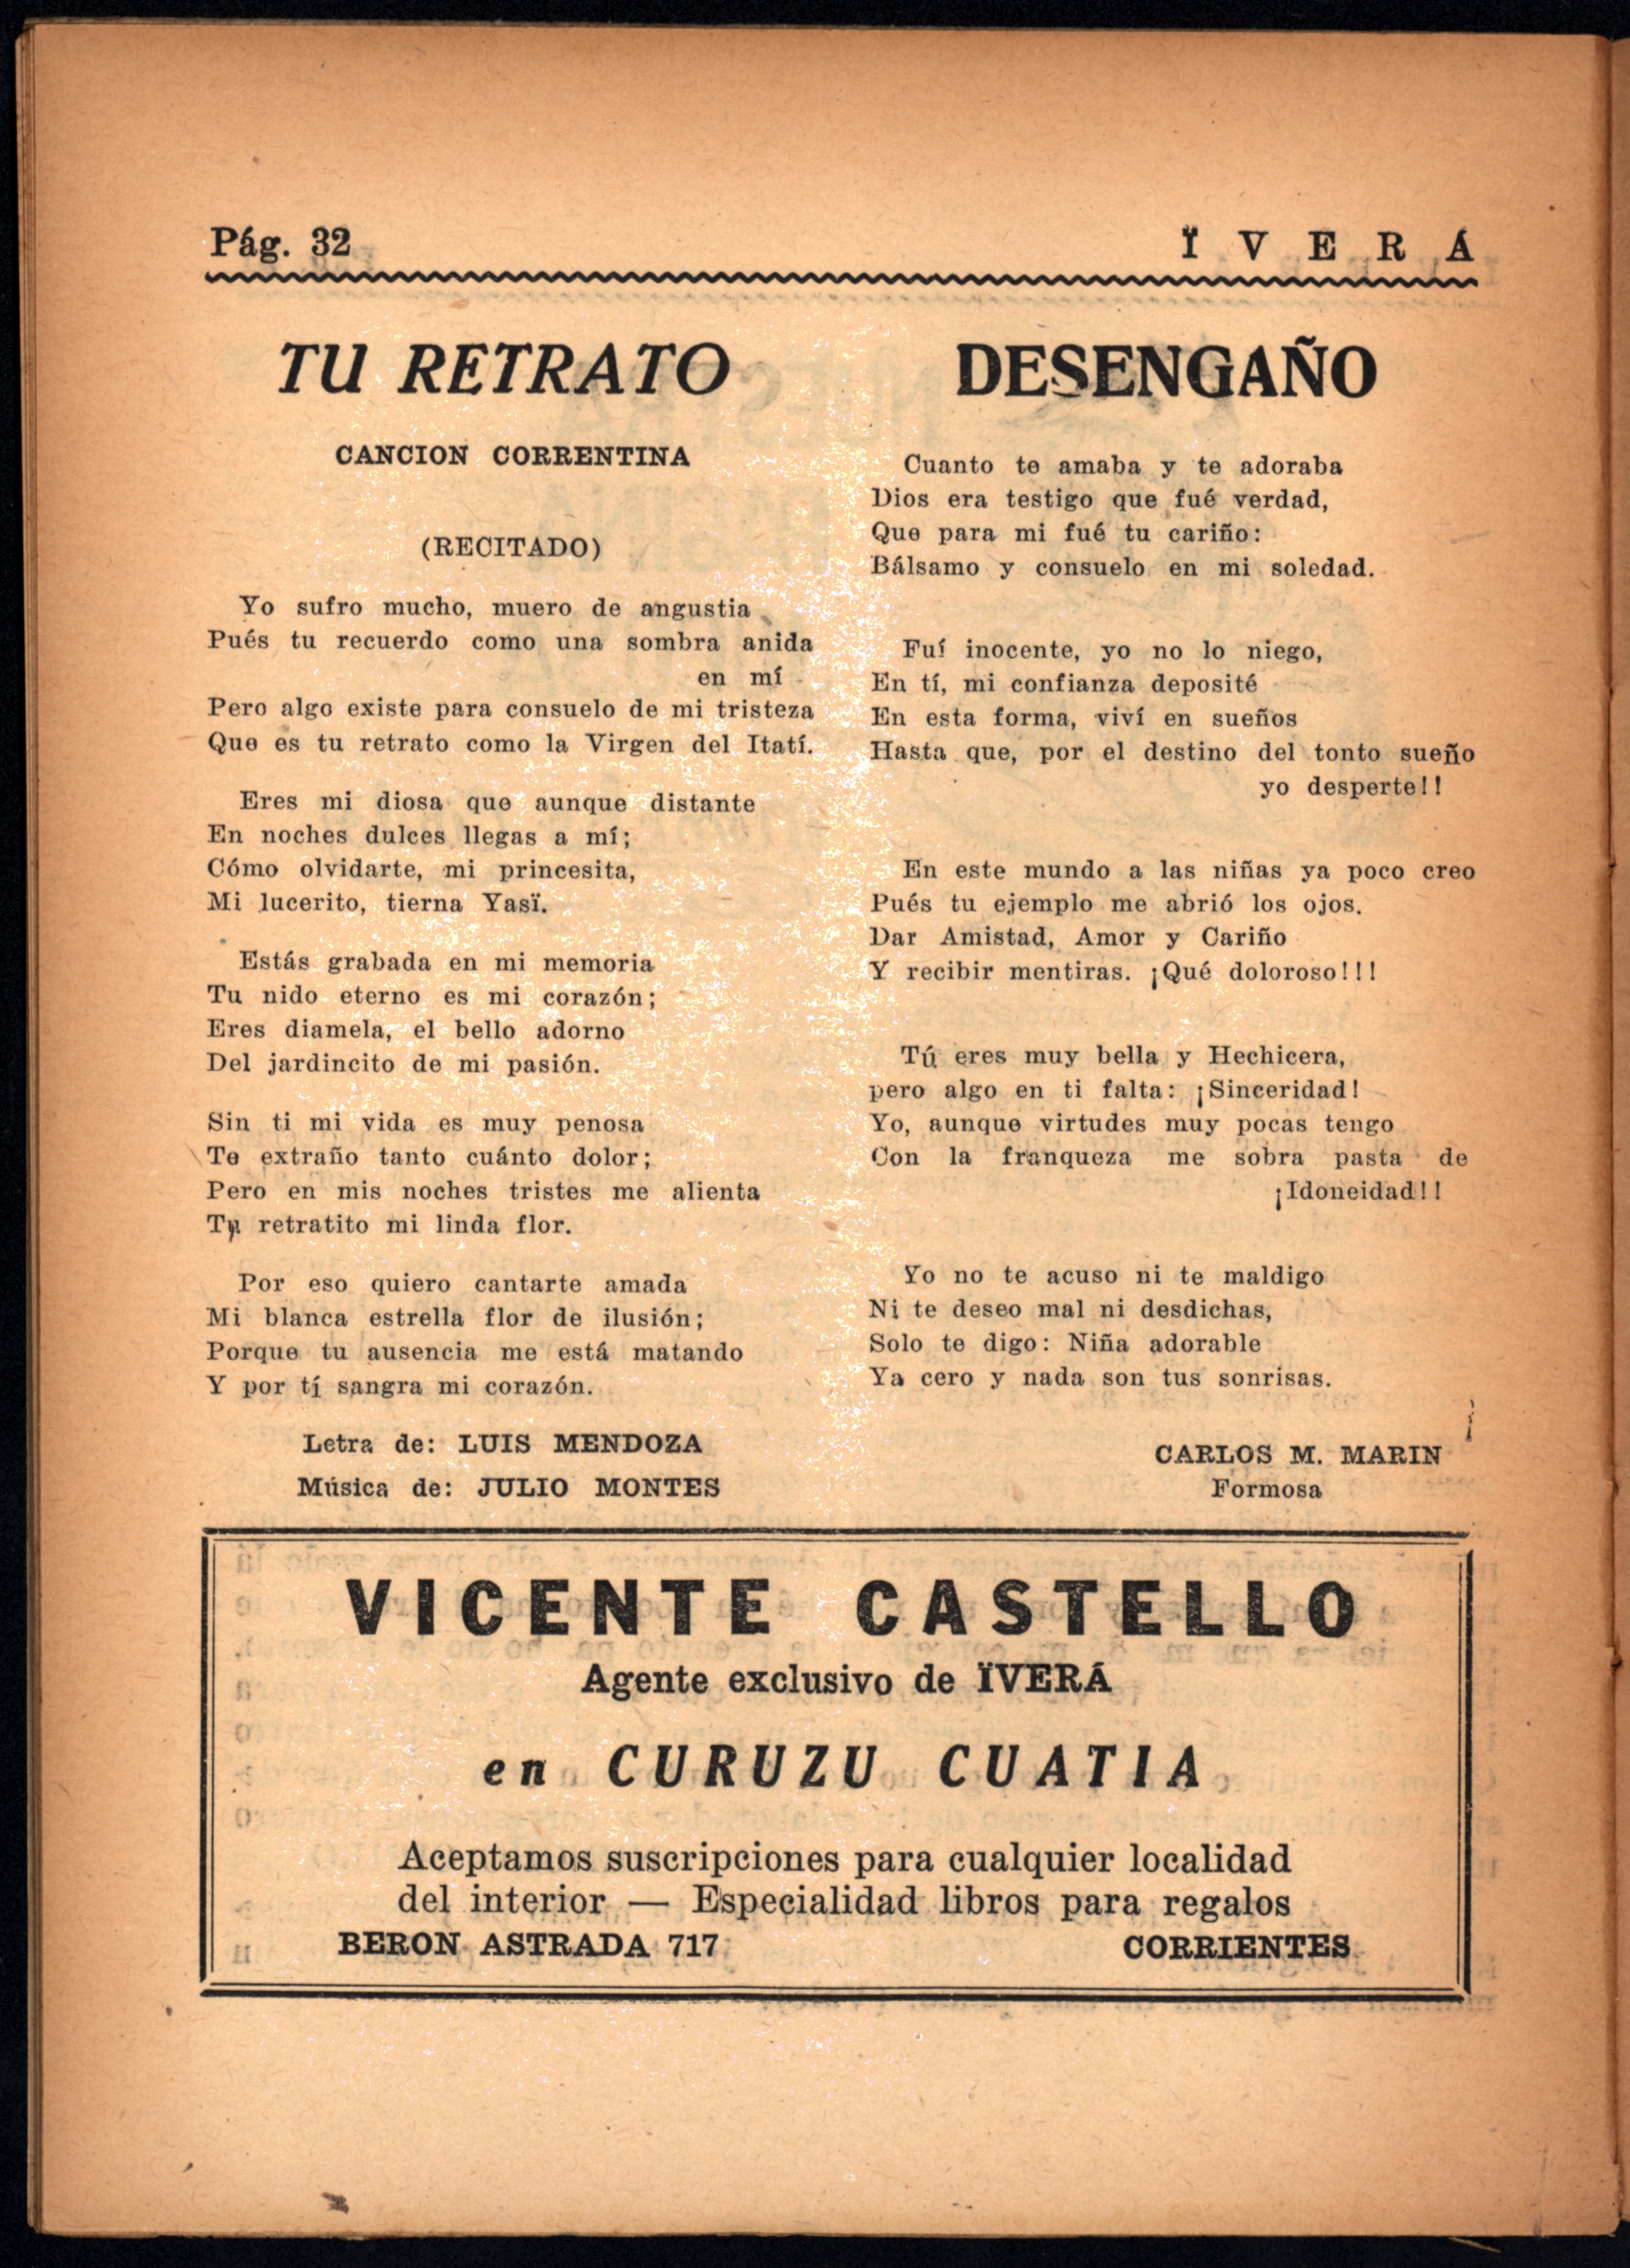 Pág. 32
Ï V E R Á
TU RETRATO
CANCION CORRENTINA
(RECITADO)
Yo sufro mucho, muero de angustia
Pués tu recuerdo como una sombra anida
en mí
Pero algo existe para consuelo de mi tristeza
Que es tu retrato como la Virgen del Itatí.
Eres mi diosa que aunque distante
En noches dulces llegas a mí;
Cómo olvidarte, mi princesita,
Mi lucerito, tierna Yasï.
Estás grabada en mi memoria
Tu nido eterno es mi corazón;
Eres diamela, el bello adorno
Del jardincito de mi pasión.
Sin ti mi vida es muy penosa
Te extraño tanto cuánto dolor;
Pero en mis noches tristes me alienta
Tu retratito mi linda flor.
Por eso quiero cantarte amada
Mi blanca estrella flor de ilusión;
Porque tu ausencia me está matando
Y por tí sangra mi corazón.
Letra de: LUIS MENDOZA
Música de: JULIO MONTES
DESENGAÑO
Cuanto te amaba y te adoraba
Dios era testigo que fué verdad,
Que para mi fué tu cariño:
Bálsamo y consuelo en mi soledad.
Fuí inocente, yo no lo niego,
En tí, mi confianza deposité
En esta forma, viví en sueños
Hasta que, por el destino del tonto sueño
yo desperte!!
En este mundo a las niñas ya poco creo
Pués tu ejemplo me abrió los ojos.
Dar Amistad, Amor y Cariño
Y recibir mentiras. ¡Qué doloroso!!!
Tú eres muy bella y Hechicera,
pero algo en ti falta: ¡Sinceridad!
Yo, aunque virtudes muy pocas tengo
Con la franqueza me sobra pasta de
¡Idoneidad!!
Yo no te acuso ni te maldigo
Ni te deseo mal ni desdichas,
Solo te digo: Niña adorable
Ya cero y nada son tus sonrisas.
CARLOS M. MARIN
Formosa
VICENTE CASTELLO
Agente exclusivo de ÏVERÁ
en CURUZU CUATIA
Aceptamos suscripciones para cualquier localidad
del interior — Especialidad libros para regalos
BERON ASTRADA 717
CORRIENTES